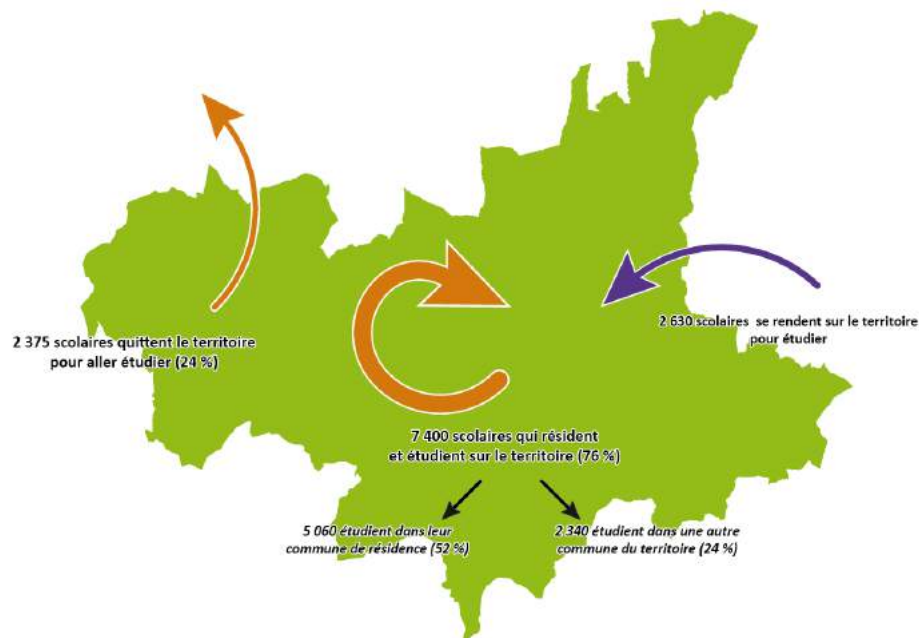 2 375 scolaires quittent le territoire
pour aller étudier (24 %)
2 630 scolaires se rendent sur le territoire
pour étudier
7 400 scolaires qui résident
et étudient sur le territoire (76 %)
5 060 étudient dans leur
commune de résidence (52 %)
2 340 étudient dans une autre
commune du territoire (24 %)